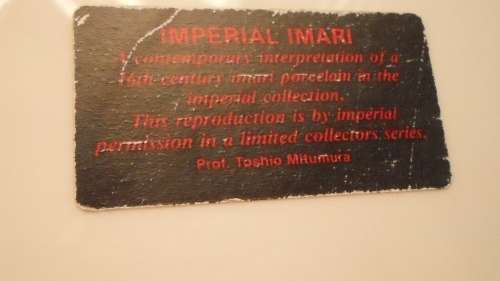 IMPERIAL IMARI
A contemporary interpretation of a
16th century imari porcelain in the
imperial collection.
This reproduction is by imperial
permission in a limited collectors series.
Prof. Toshio Mitumura